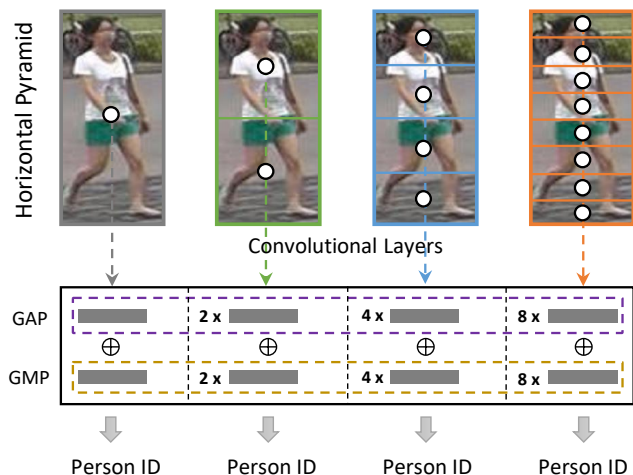 Horizontal Pyramid
Convolutional Layers
GAP
2 x
4 x
8 x
GMP
2 x
4 x
8 x
Person ID
Person ID
Person ID
Person ID